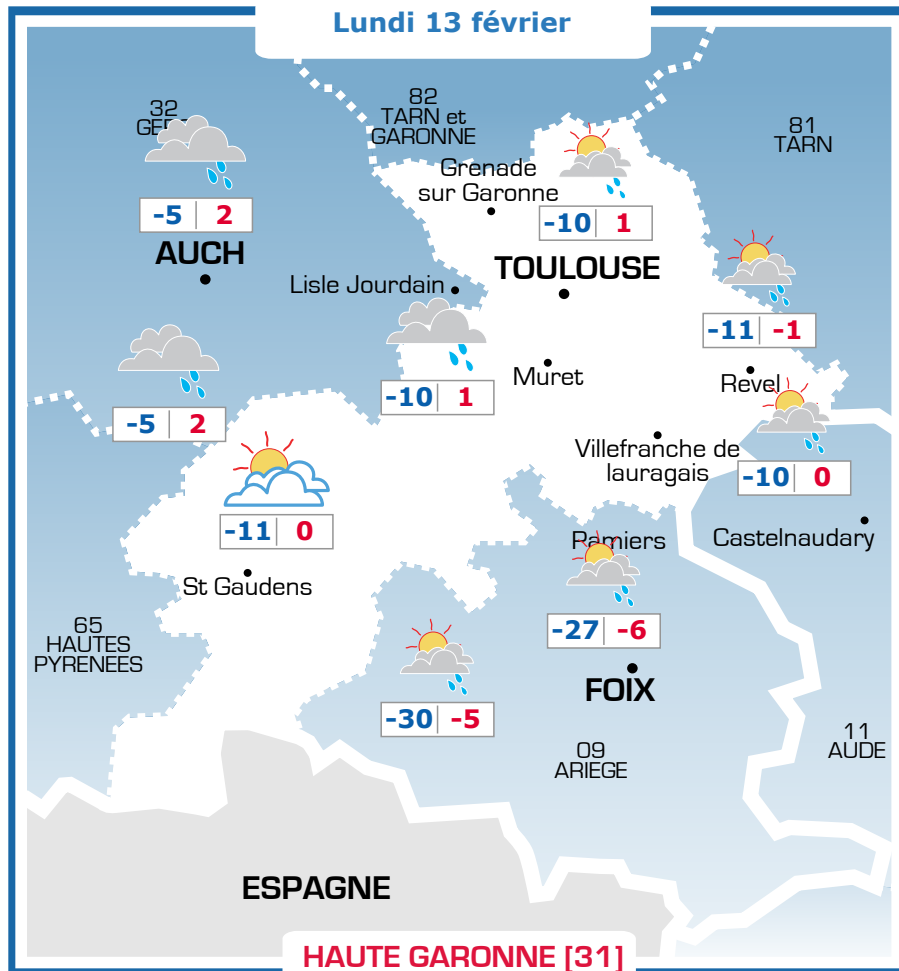 Lundi 13 février
32
GERS
82
TARN et
GARONNE
81
TARN
Grenade
sur Garonne
-5 2
-10 1
AUCH
TOULOUSE
Lisle Jourdain
-11 -1
Muret
Revel
-10 1
-5 2
Villefranche de
lauragais
-10 0
-11 0
Castelnaudary
Pamiers
St Gaudens
65
HAUTES
PYRENEES
-27 -6
FOIX
-30 -5
11
AUDE
09
ARIEGE
ESPAGNE
HAUTE GARONNE [31]